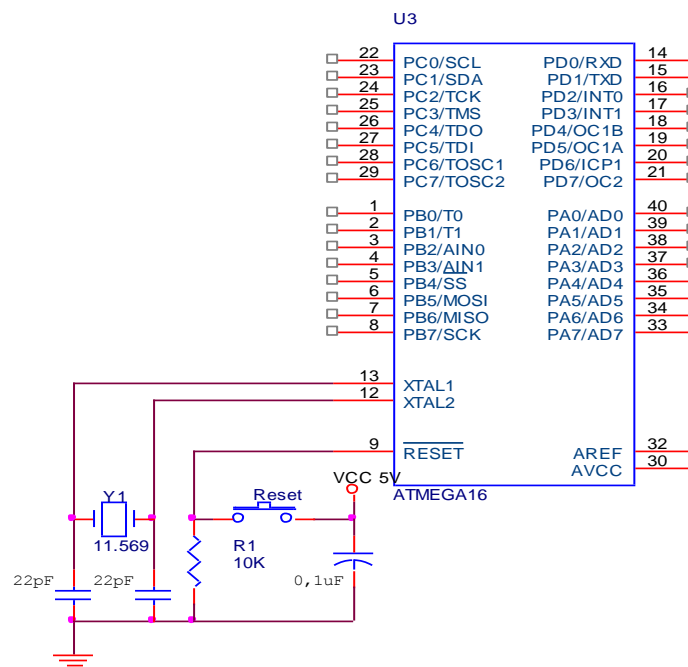 U3
22 PC0/SCL PD0/RXD 14
23 PC1/SDA PD1/TXD 15
24 PC2/TCK PD2/INT0 16
25 PC3/TMS PD3/INT1 17
26 PC4/TDO PD4/OC1B 18
27 PC5/TDI PD5/OC1A 19
28 PC6/TOSC1 PD6/ICP1 20
29 PC7/TOSC2 PD7/OC2 21
1 PB0/T0 PA0/AD0 40
2 PB1/T1 PA1/AD1 39
3 PB2/AIN0 PA2/AD2 38
4 PB3/AIN1 PA3/AD3 37
5 PB4/SS PA4/AD4 36
6 PB5/MOSI PA5/AD5 35
7 PB6/MISO PA6/AD6 34
8 PB7/SCK PA7/AD7 33
13 XTAL1
12 XTAL2
9 RESET AREF 32
AVCC 30
VCC 5V
ATMEGA16
Y1 Reset
11.569 R1
10K
22pF 22pF 0,1uF